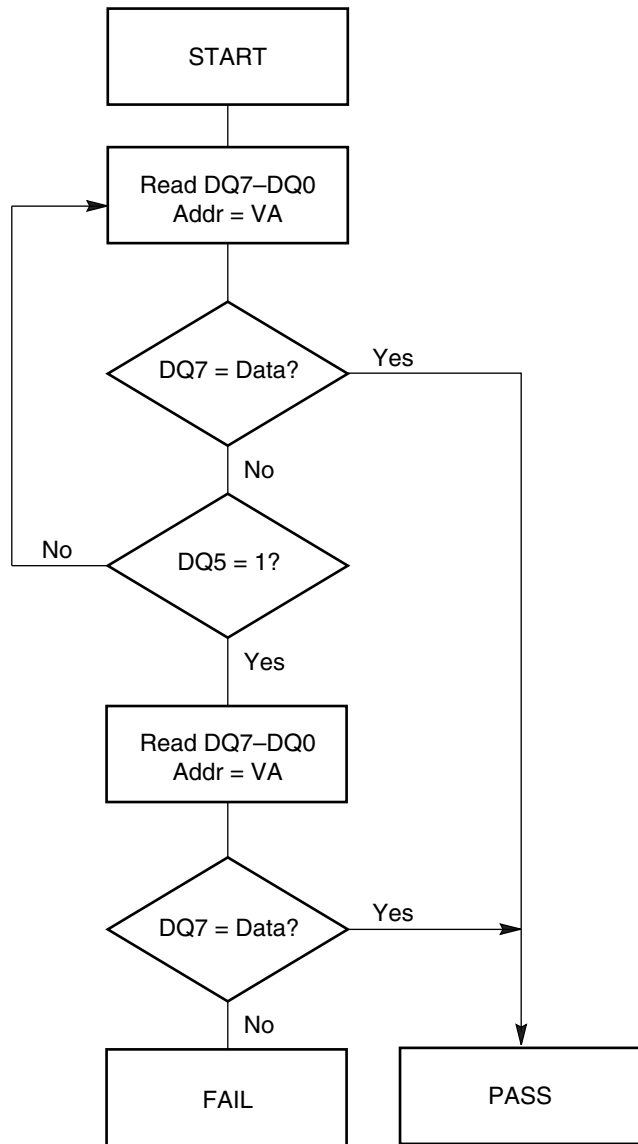 START
Read DQ7–DQ0
Addr = VA
DQ7 = Data?
Yes
No
No
DQ5 = 1?
Yes
Read DQ7–DQ0
Addr = VA
DQ7 = Data?
Yes
No
FAIL
PASS